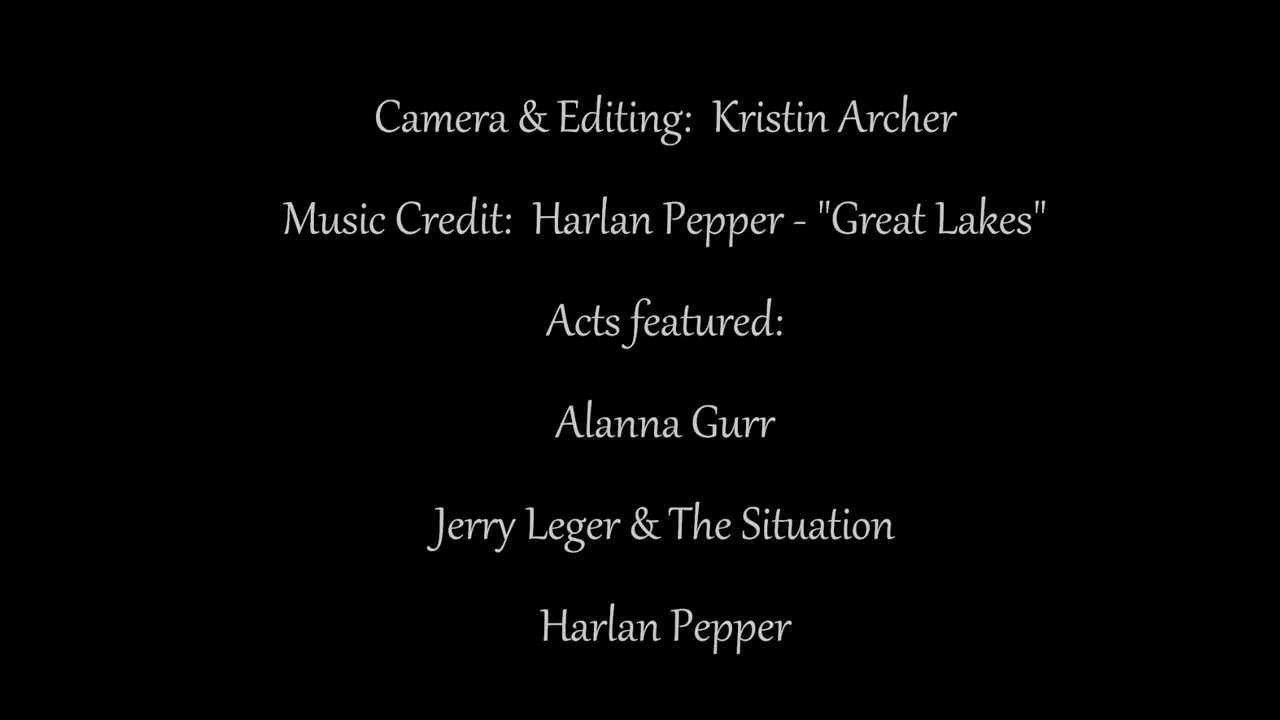 Camera & Editing:  Kristin Archer
Music Credit:  Harlan Pepper - "Great Lakes"
Acts featured:
Alanna Gurr
Jerry Leger & The Situation
Harlan Pepper